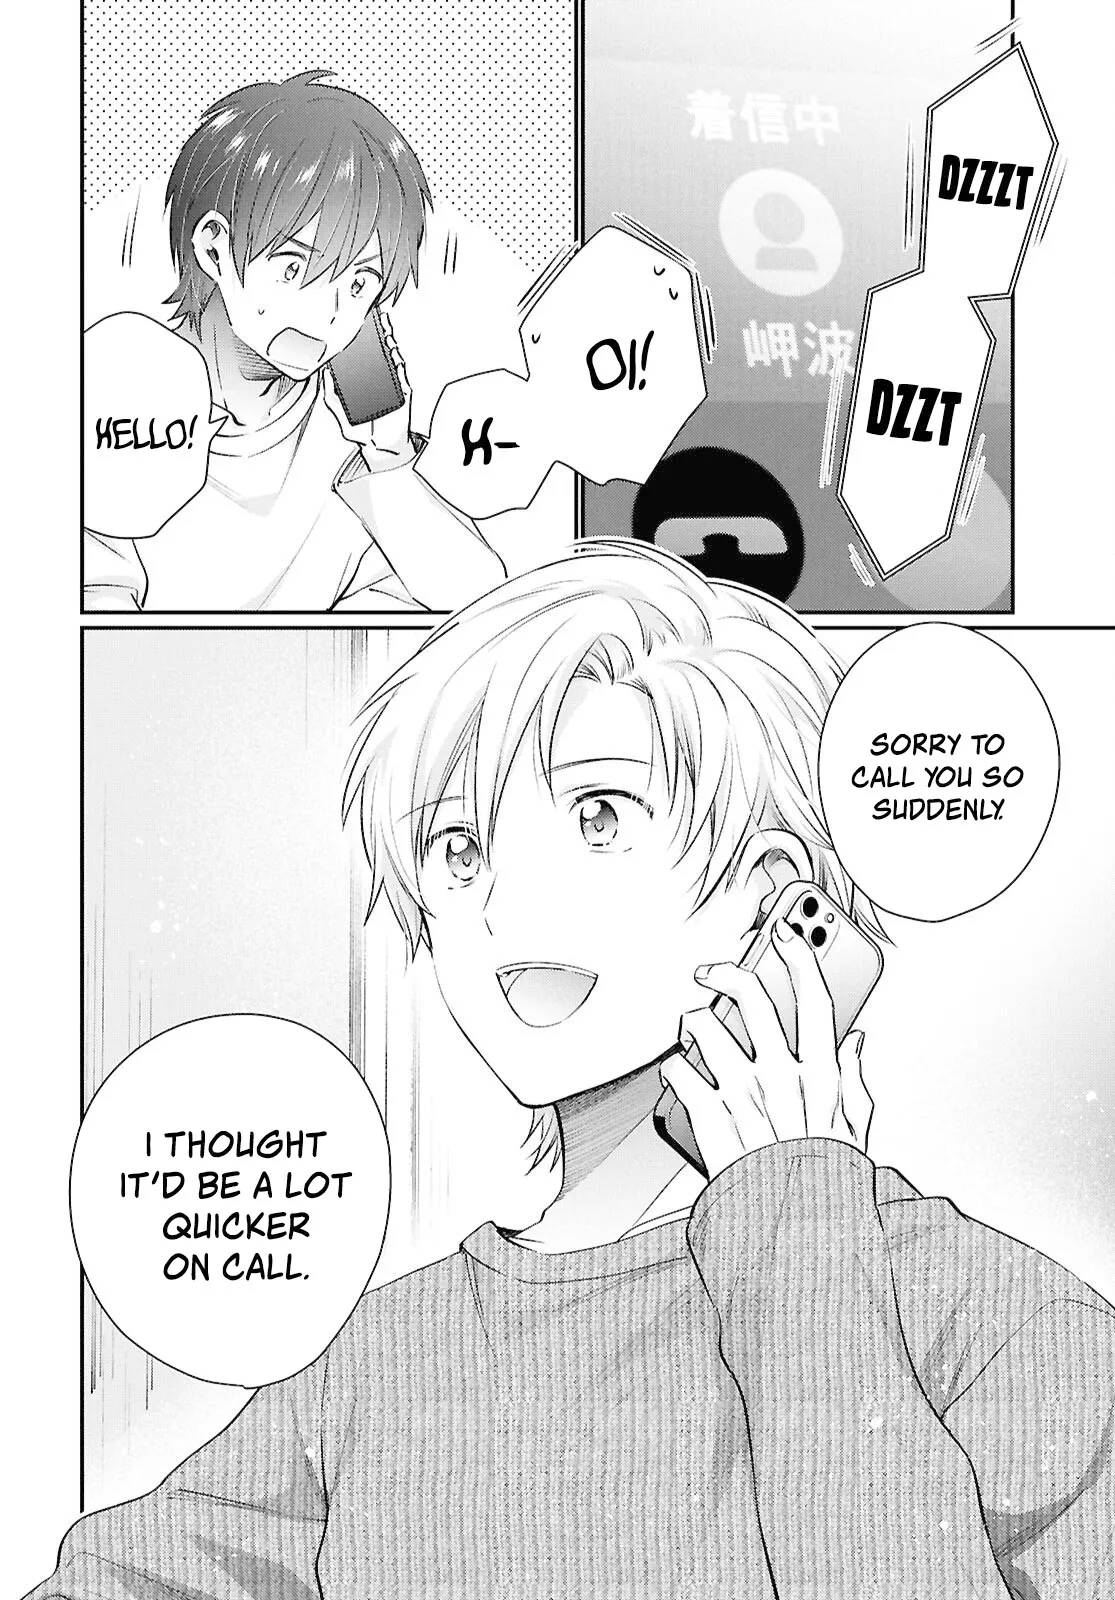 DZZZT
DZZT
着信中
岬波
OI!
H-
HELLO!
SORRY TO
CALL YOU SO
SUDDENLY.
I THOUGHT
IT'D BE A LOT
QUICKER
ON CALL.